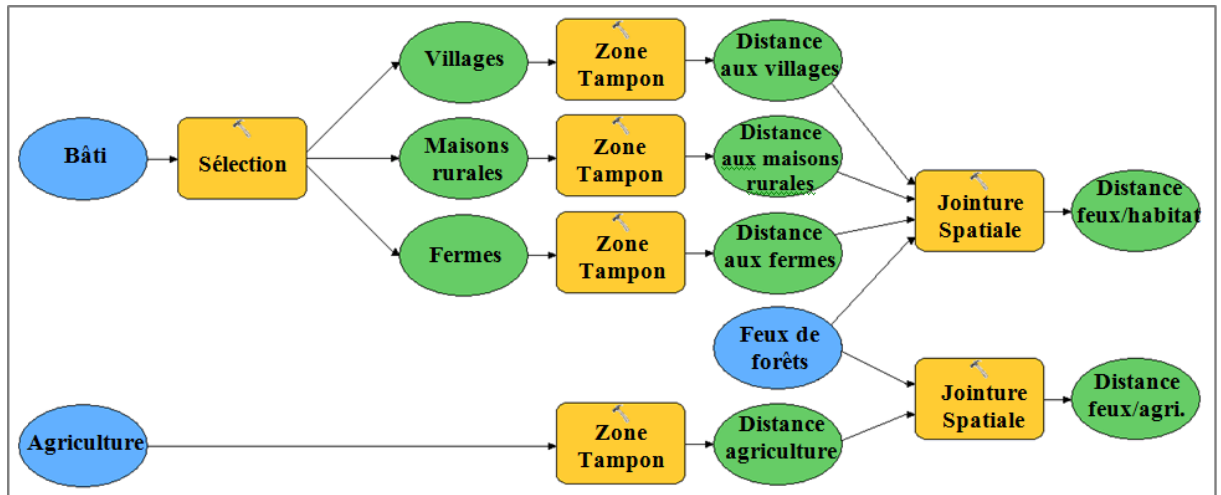 Villages
Zone
Tampon
Distance
aux villages
Bâti
Sélection
Maisons
rurales
Zone
Tampon
Distance
aux maisons
rurales
Fermes
Zone
Tampon
Distance
aux fermes
Jointure
Spatiale
Distance
feux/habitat
Feux de
forêts
Agriculture
Zone
Tampon
Distance
agriculture
Jointure
Spatiale
Distance
feux/agri.